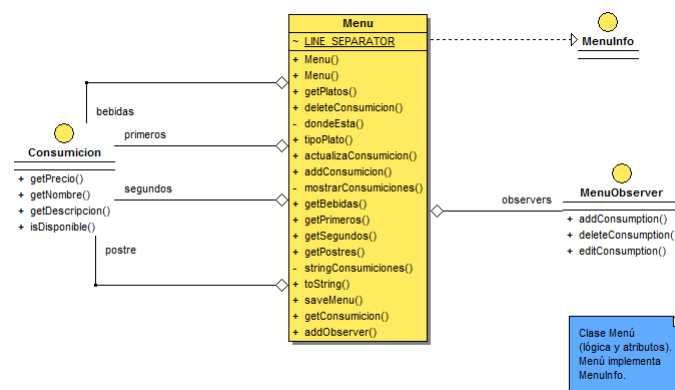 Menu
~ LINE_SEPARATOR
+ Menu()
+ Menu()
+ getPlatos()
+ deleteConsumicion()
- dondeEsta()
+ tipoPlato()
+ actualizaConsumicion()
+ addConsumicion()
- mostrarConsumiciones()
+ getBebidas()
+ getPrimeros()
+ getSegundos()
+ getPostres()
- stringConsumiciones()
+ toString()
+ saveMenu()
+ getConsumicion()
+ addObserver()
bebidas
primeros
segundos
postre
Consumicion
+ getPrecio()
+ getNombre()
+ getDescripcion()
+ isDisponible()
MenuInfo
observers
MenuObserver
+ addConsumption()
+ deleteConsumption()
+ editConsumption()
Clase Menú
(lógica y atributos).
Menú implementa
MenuInfo.